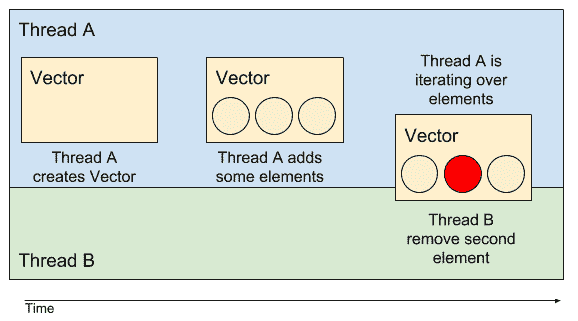 Thread A
Vector
Thread A
creates Vector
Vector
Thread A adds
some elements
Thread A is
iterating over
elements
Vector
Thread B
remove second
element
Thread B
Time